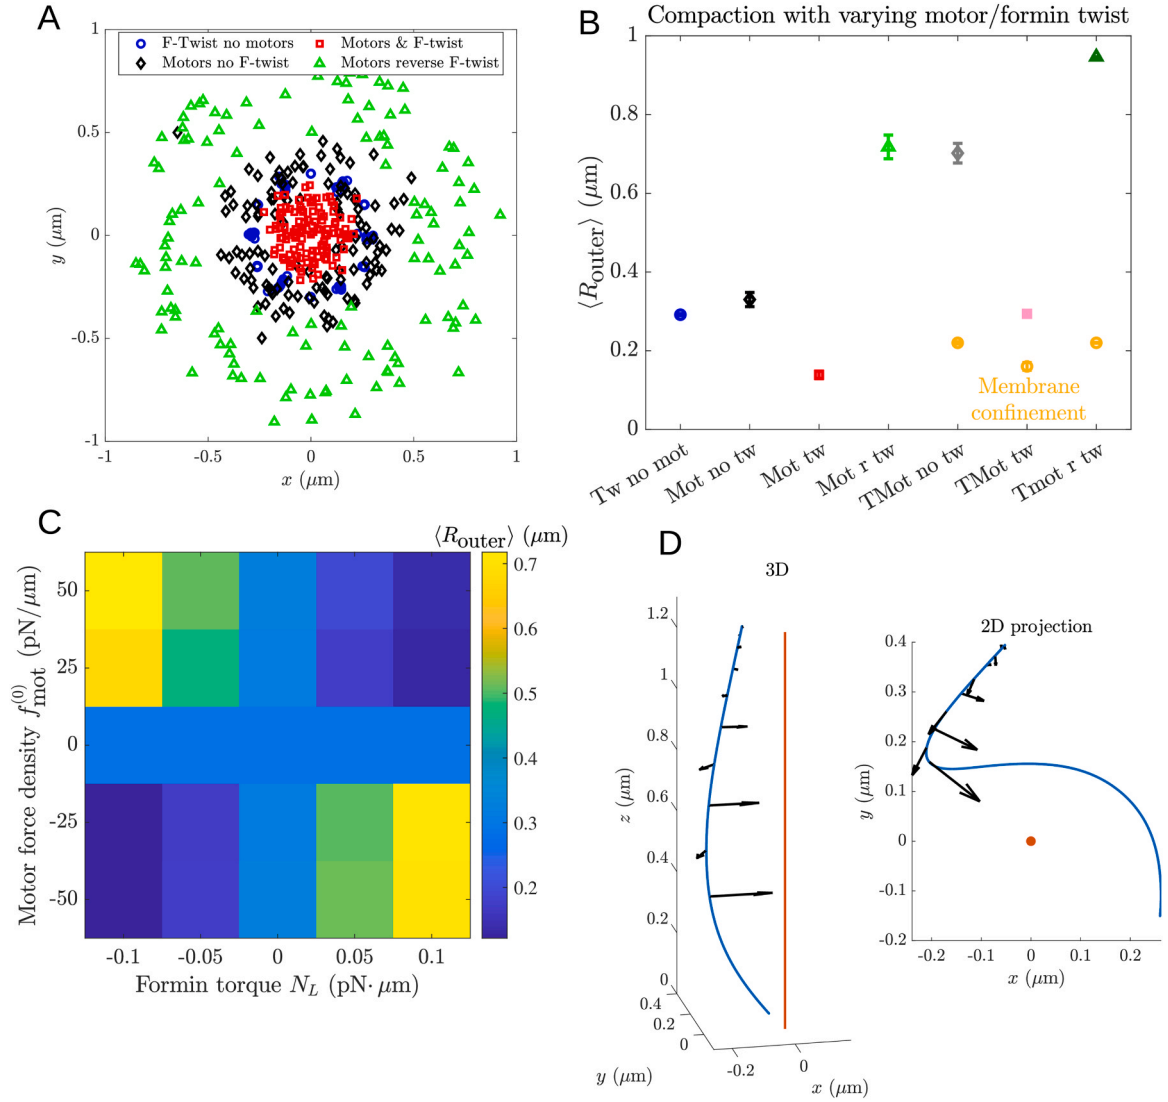 A
1
0.5
0
-0.5
-1
y (μm)
F-Twist no motors
Motors no F-twist
Motors & F-twist
Motors reverse F-twist
-1
-0.5
0
0.5
1
x (μm)
B
Compaction with varying motor/formin twist
1
0.8
0.6
0.4
0.2
0
⟨R_outer⟩ (μm)
Membrane
confinement
Tw no mot
Mot no tw
Mot tw
Mot r tw
TMot no tw
TMot tw
Tmot r tw
C
⟨R_outer⟩ (μm)
50
25
0
-25
-50
Motor force density f_mot^(0) (pN/μm)
-0.1
-0.05
0
0.05
0.1
Formin torque N_L (pN·μm)
0.7
0.6
0.5
0.4
0.3
0.2
D
3D
1.2
1
0.8
0.6
0.4
0.2
0
z (μm)
0.4
0.2
0
y (μm)
-0.2
0
x (μm)
2D projection
0.4
0.3
0.2
0.1
0
-0.1
-0.2
y (μm)
-0.2
-0.1
0
0.1
0.2
x (μm)